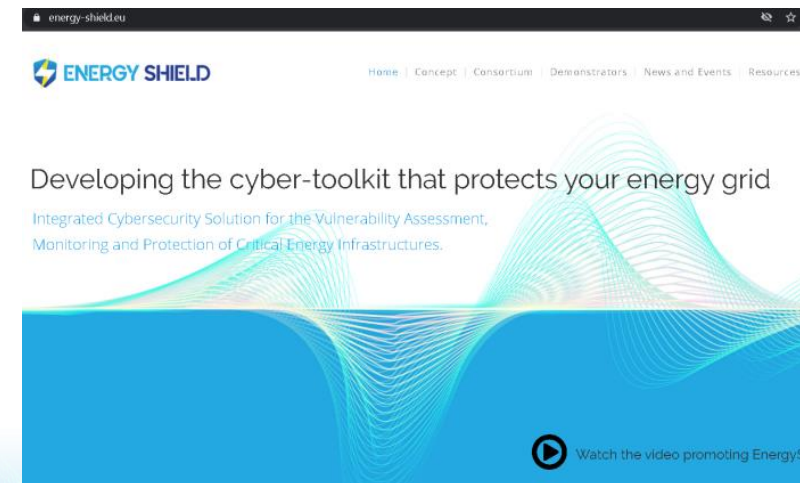 energy-shield.eu
ENERGY SHIELD
Home | Concept | Consortium | Demonstrators | News and Events | Resources
Developing the cyber-toolkit that protects your energy grid
Integrated Cybersecurity Solution for the Vulnerability Assessment,
Monitoring and Protection of Critical Energy Infrastructures.
Watch the video promoting EnergyS